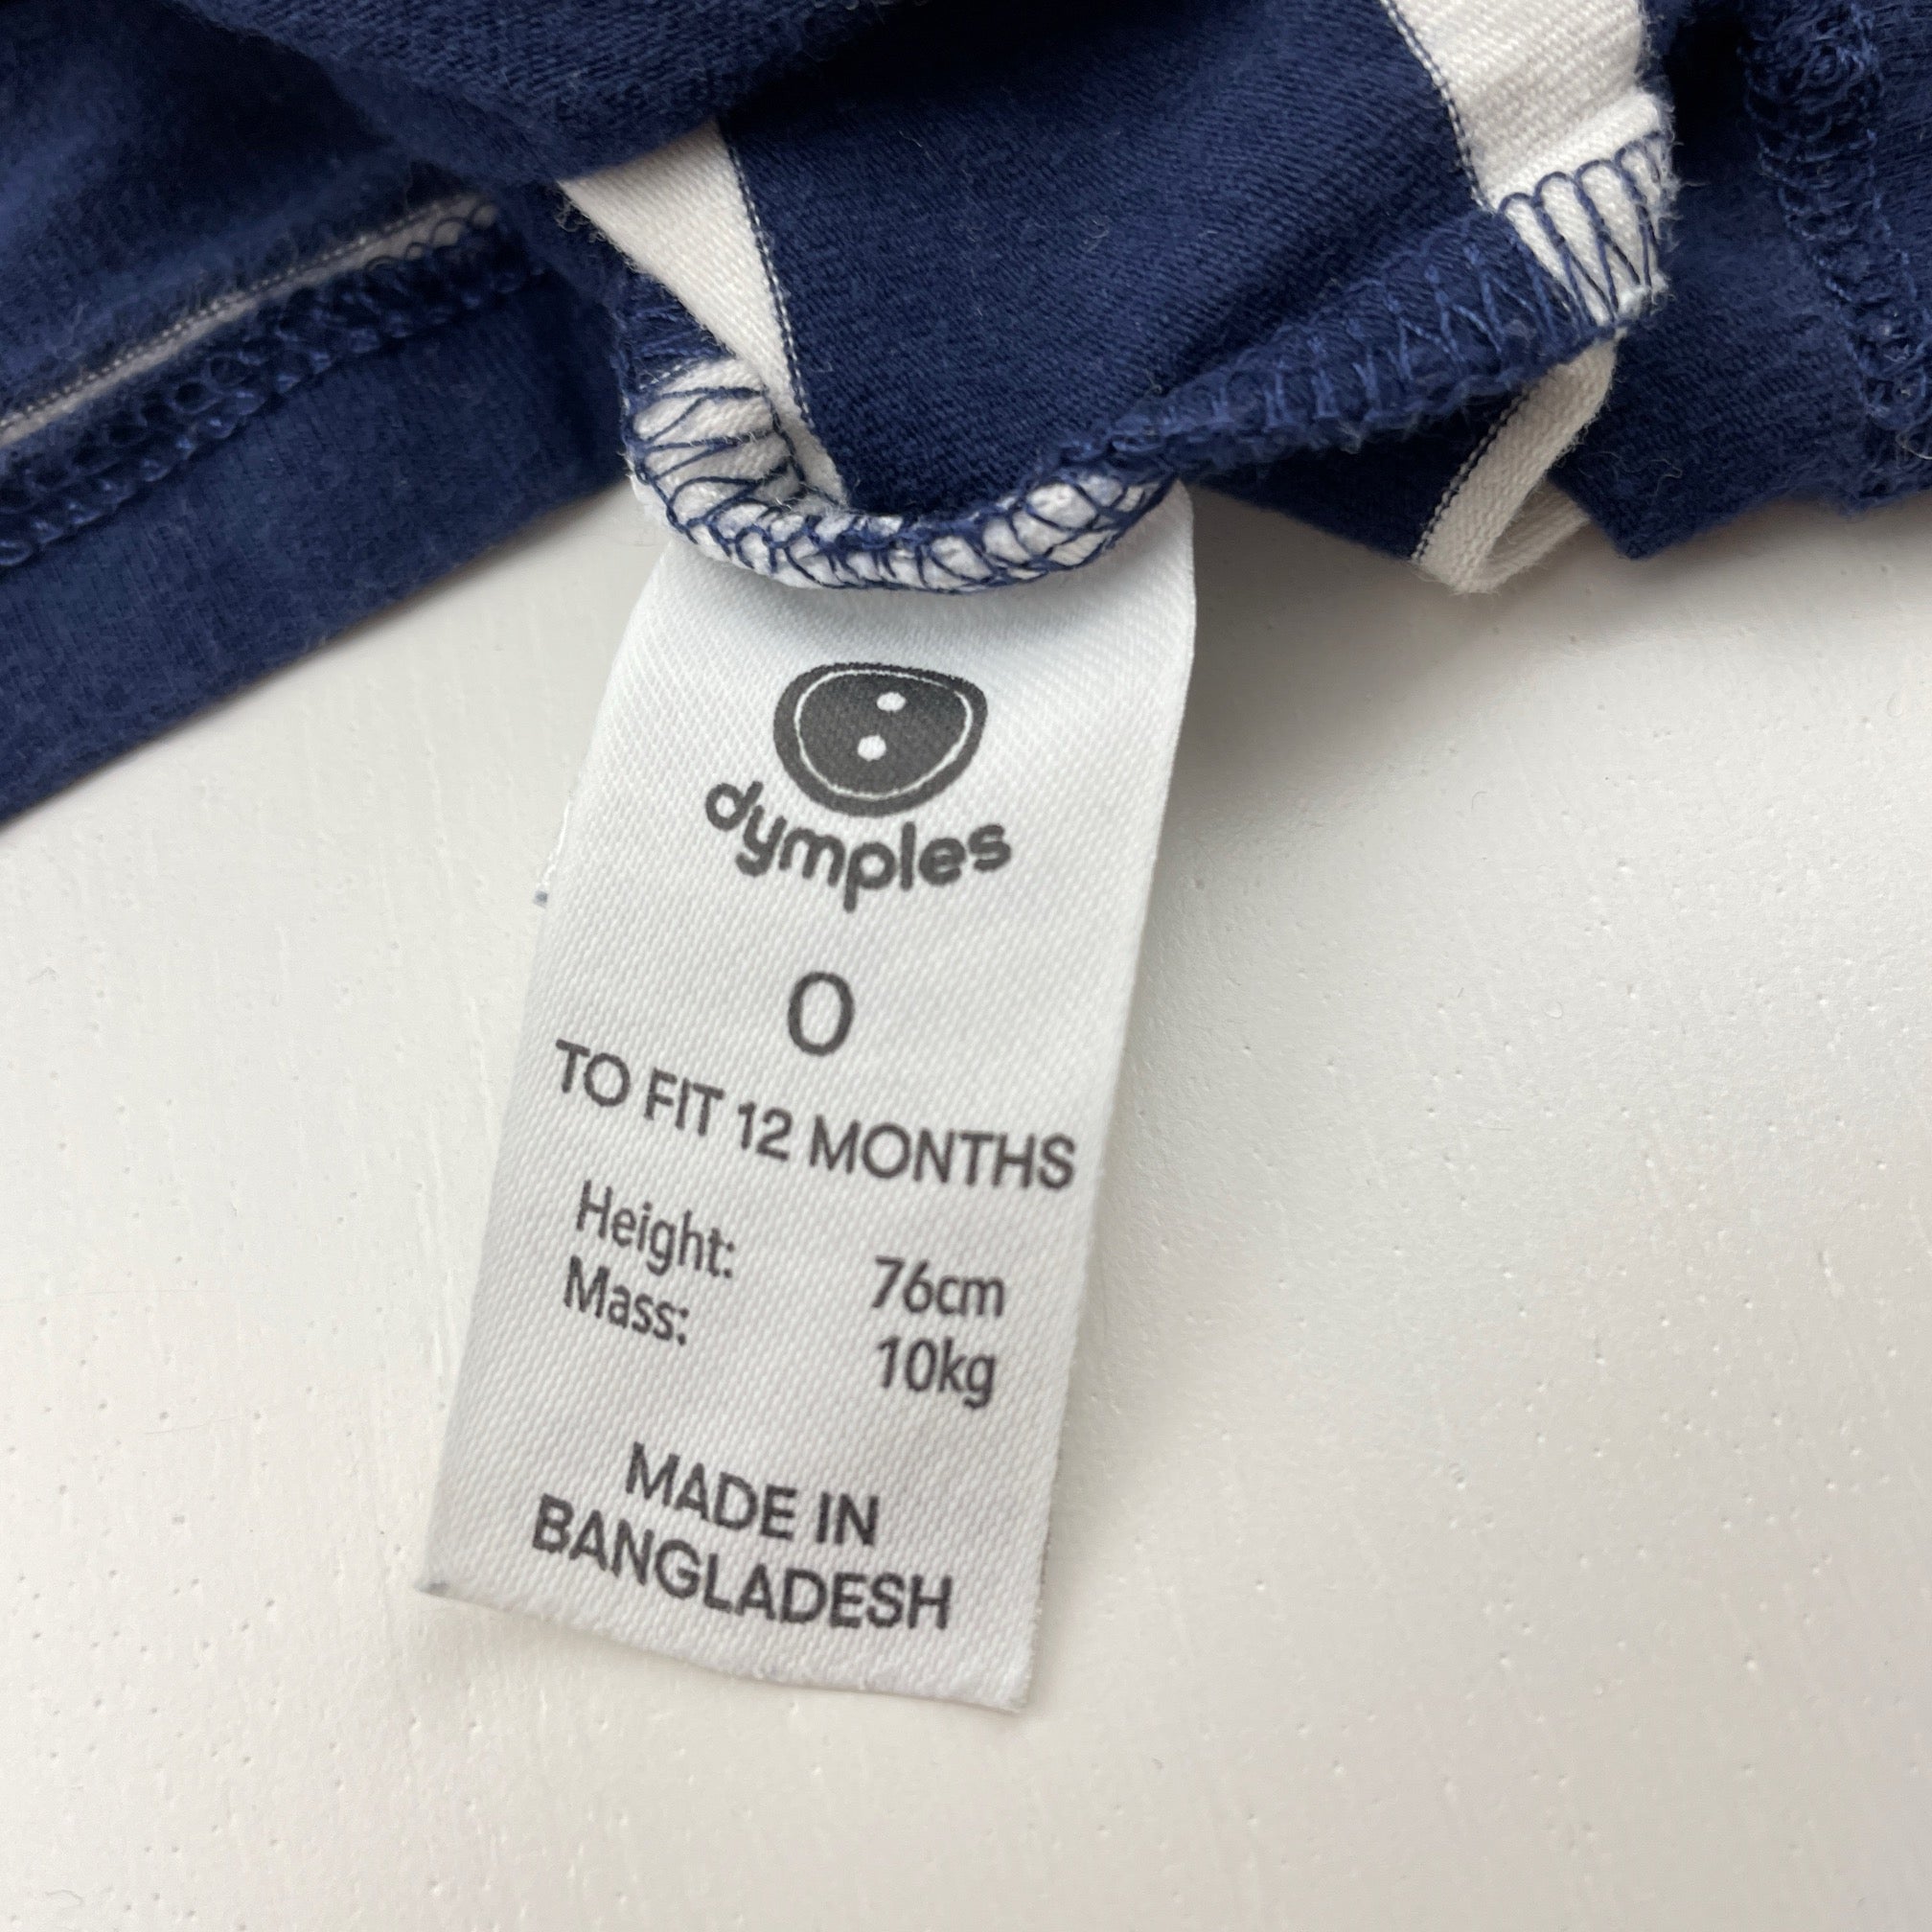 dymples
0
TO FIT 12 MONTHS
Height: 76cm
Mass: 10kg
MADE IN
BANGLADESH